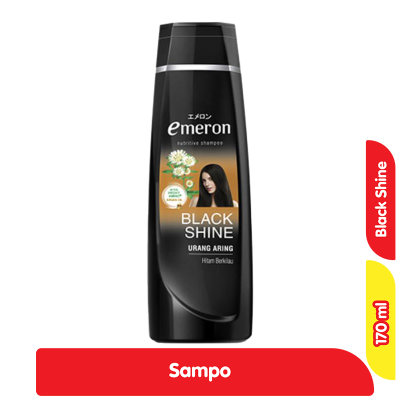 エメロン
emeron
nutritive shampoo
BLACK
SHINE
URANG ARING
Hitam Berkilau
Black Shine
170 ml
Sampo